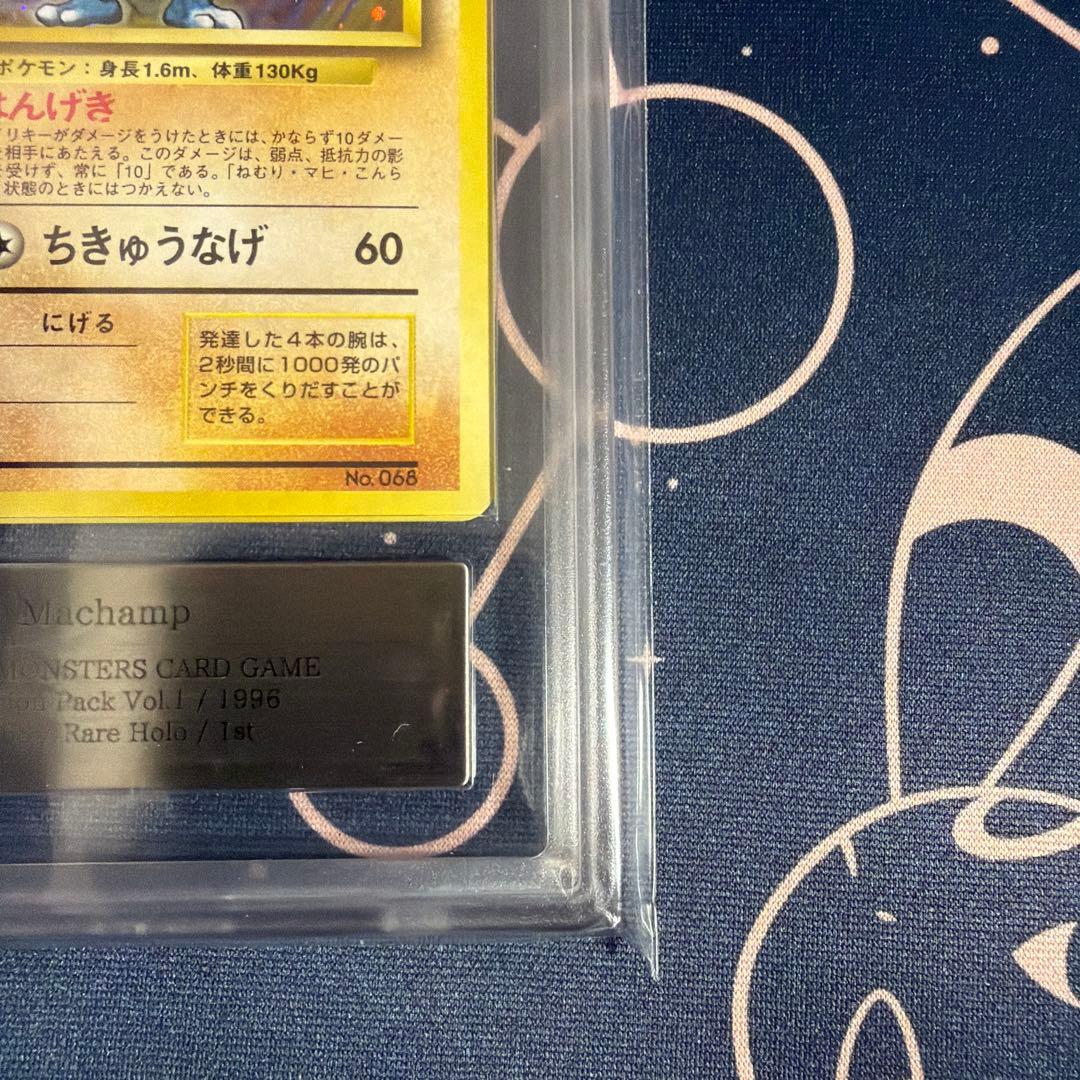 ポケモン：身長1.6m、体重130Kg
はんげき
イリキーがダメージをうけたときには、かならず10ダメー
を相手にあたえる。このダメージは、弱点、抵抗力の影
を受けず、常に「10」である。「ねむり・マヒ・こんら
状態のときにはつかえない。
ちきゅうなげ 60
にげる
発達した4本の腕は、
2秒間に1000発のパ
ンチをくりだすことが
できる。
No. 068
Machamp
MONSTERS CARD GAME
on Pack Vol.1 / 1996
Rare Holo / 1st